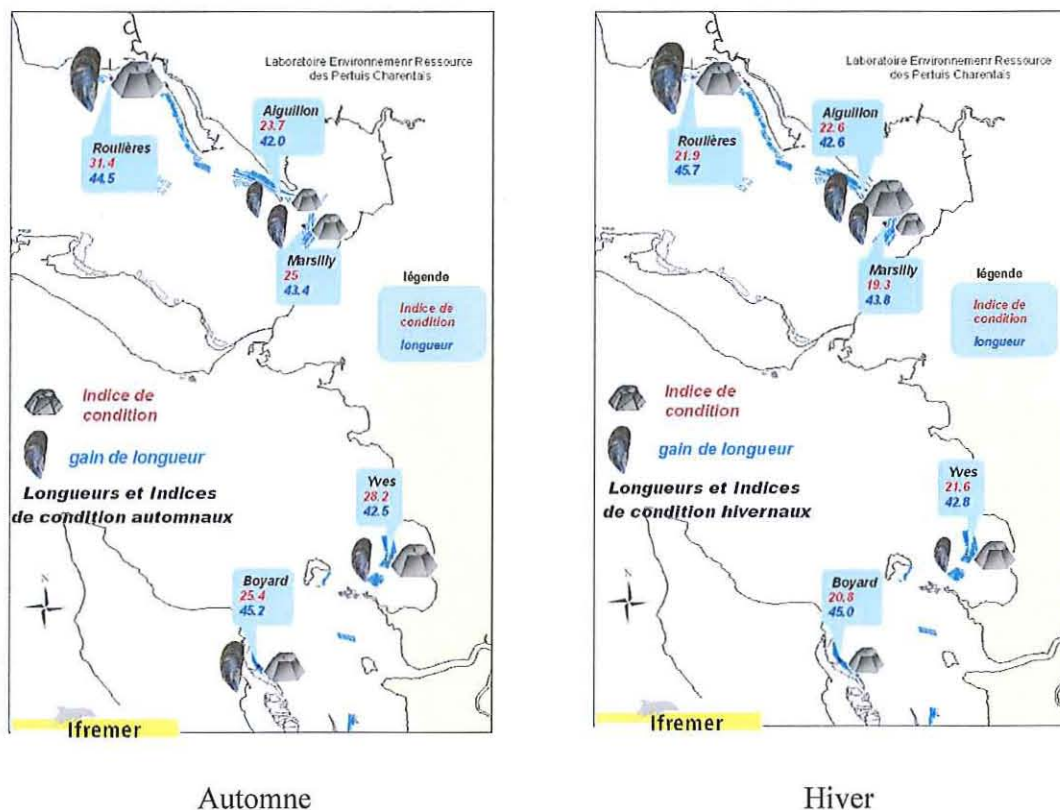 Laboratoire Environnement Ressource
des Pertuis Charentais
Roulières
31.4
44.5
Aiguillon
23.7
42.0
Marsilly
25
43.4
légende
Indice de
condition
longueur
Indice de
condition
gain de longueur
Longueurs et Indices
de condition automnaux
Yves
28.2
42.5
Boyard
25.4
45.2
N
Ifremer
Automne
Laboratoire Environnement Ressource
des Pertuis Charentais
Roulières
21.9
45.7
Aiguillon
22.6
42.6
Marsilly
19.3
43.8
légende
Indice de
condition
longueur
Indice de
condition
gain de longueur
Longueurs et Indices
de condition hivernaux
Yves
21.6
42.8
Boyard
20.8
45.0
N
Ifremer
Hiver